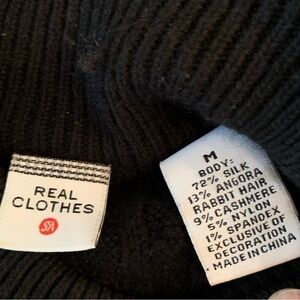 REAL
CLOTHES
SFA
M
BODY:
72% SILK
13% ANGORA
RABBIT HAIR
9% CASHMERE
5% NYLON
1% SPANDEX
EXCLUSIVE OF
DECORATION
MADE IN CHINA